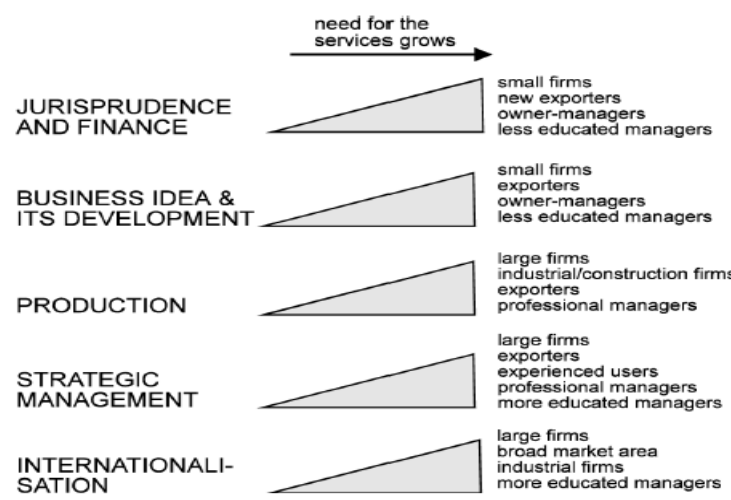 need for the
services grows
JURISPRUDENCE
AND FINANCE
small firms
new exporters
owner-managers
less educated managers
BUSINESS IDEA &
ITS DEVELOPMENT
small firms
exporters
owner-managers
less educated managers
PRODUCTION
large firms
industrial/construction firms
exporters
professional managers
STRATEGIC
MANAGEMENT
large firms
exporters
experienced users
professional managers
more educated managers
INTERNATIONALI-
SATION
large firms
broad market area
industrial firms
more educated managers